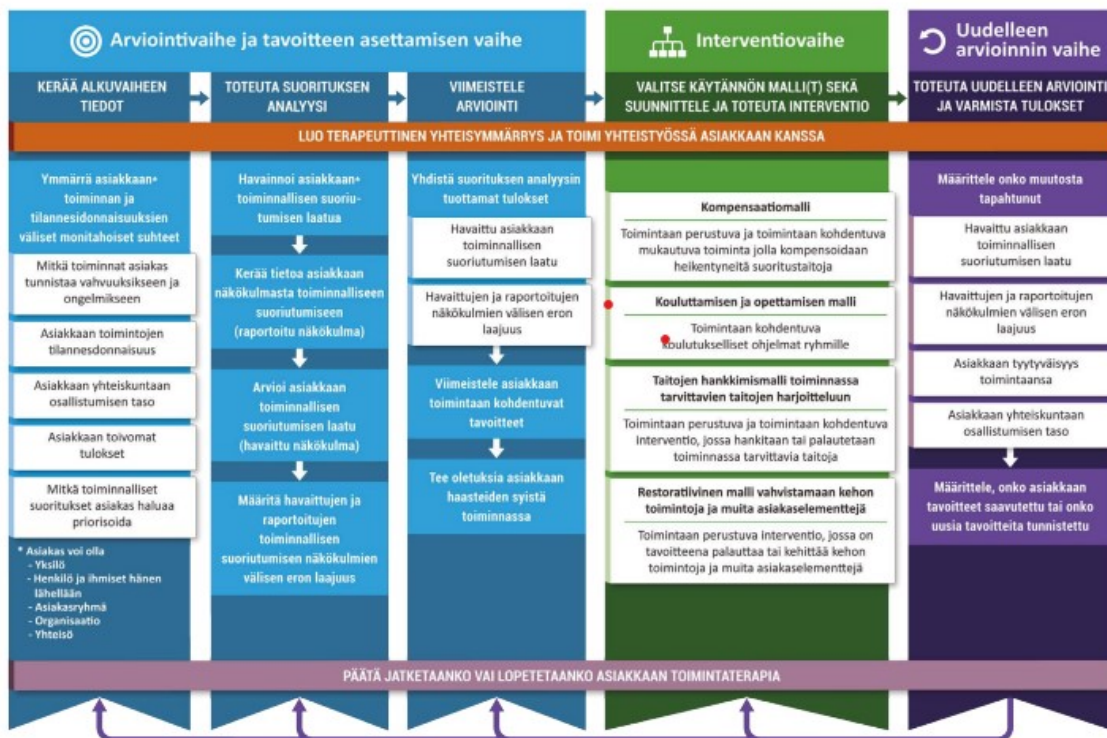 Arviointivaihe ja tavoitteen asettamisen vaihe
KERÄÄ ALKUVAIHEEN
TIEDOT
TOTEUTA SUORITUKSEN
ANALYYSI
VIIMEISTELE
ARVIOINTI
Interventiovaihe
VALITSE KÄYTÄNNÖN MALLI(T) SEKÄ
SUUNNITTELE JA TOTEUTA INTERVENTIO
Uudelleen
arvioinnin vaihe
TOTEUTA UUDELLEEN ARVIOINTI
JA VARMISTA TULOKSET
LUO TERAPEUTTINEN YHTEISYMMÄRRYS JA TOIMI YHTEISTYÖSSÄ ASIAKKAAN KANSSA
Ymmärrä asiakkaan*
toiminnan ja
tilannesidonnaisuuksien
väliset monitahoiset suhteet
Mitkä toiminnat asiakas
tunnistaa vahvuuksikseen ja
ongelmikseen
Asiakkaan toimintojen
tilannesdonnaisuus
Asiakkaan yhteiskuntaan
osallistumisen taso
Asiakkaan toivomat
tulokset
Mitkä toiminnalliset
suoritukset asiakas haluaa
priorisoida
* Asiakas voi olla
- Yksilö
- Henkilö ja ihmiset hänen
lähellään
- Asiakasryhmä
- Organisaatio
- Yhteisö
Havainnoi asiakkaan*
toiminnallisen suoriu-
tumisen laatua
Kerää tietoa asiakkaan
näkökulmasta toiminnalliseen
suoriutumiseen
(raportoitu näkökulma)
Arvioi asiakkaan
toiminnallisen
suoriutumisen laatu
(havaittu näkökulma)
Määritä havaittujen ja
raportoitujen
toiminnallisen
suoriutumisen näkökulmien
välisen eron laajuus
Yhdistä suorituksen analyysin
tuottamat tulokset
Havaittu asiakkaan
toiminnallisen
suoriutumisen laatu
Havaittujen ja raportoitujen
näkökulmien välisen eron
laajuus
Viimeistele asiakkaan
toimintaan kohdentuvat
tavoitteet
Tee oletuksia asiakkaan
haasteiden syistä
toiminnassa
Kompensaatiomalli
Toimintaan perustuva ja toimintaan kohdentuva
mukautuva toiminta jolla kompensoidaan
heikentyneitä suoritustaitoja
Kouluttamisen ja opettamisen malli
Toimintaan kohdentuva
koulutukselliset ohjelmat ryhmille
Taitojen hankkimismalli toiminnassa
tarvittavien taitojen harjoitteluun
Toimintaan perustuva ja toimintaan kohdentuva
interventio, jossa hankitaan tai palautetaan
toiminnassa tarvittavia taitoja
Restoratiivinen malli vahvistamaan kehon
toimintoja ja muita asiakaselementtejä
Toimintaan perustuva interventio, jossa on
tavoitteena palauttaa tai kehittää kehon
toimintoja ja muita asiakaselementtejä
Määrittele onko muutosta
tapahtunut
Havaittu asiakkaan
toiminnallisen
suoriutumisen laatu
Havaittujen ja raportoitujen
näkökulmien välisen eron
laajuus
Asiakkaan tyytyväisyys
toimintaansa
Asiakkaan yhteiskuntaan
osallistumisen taso
Määrittele, onko asiakkaan
tavoitteet saavutettu tai onko
uusia tavoitteita tunnistettu
PÄÄTÄ JATKETAANKO VAI LOPETETAANKO ASIAKKAAN TOIMINTATERAPIA